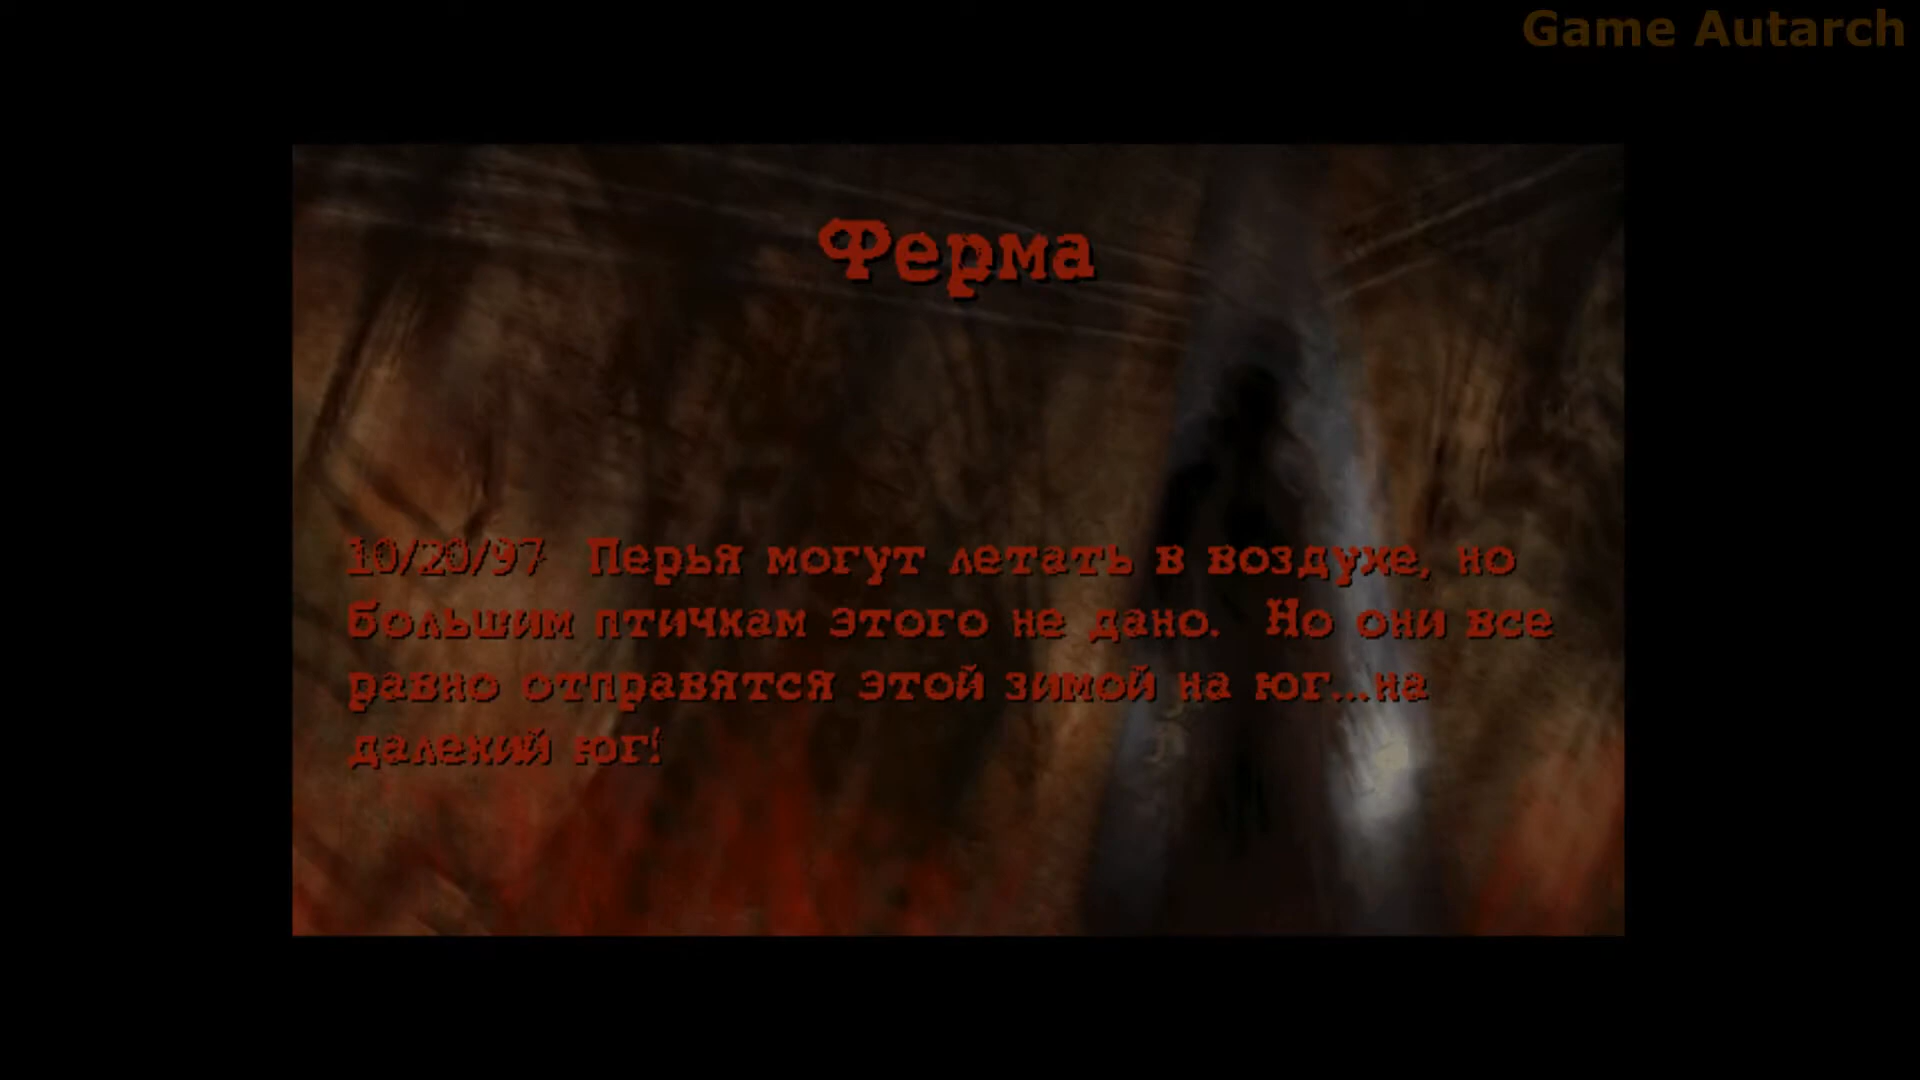 Game Autarch
Ферма
10/20/97 Перья могут летать в воздухе, но
большим птичкам этого не дано. Но они все
равно отправятся этой зимой на юг...на
далекий юг!